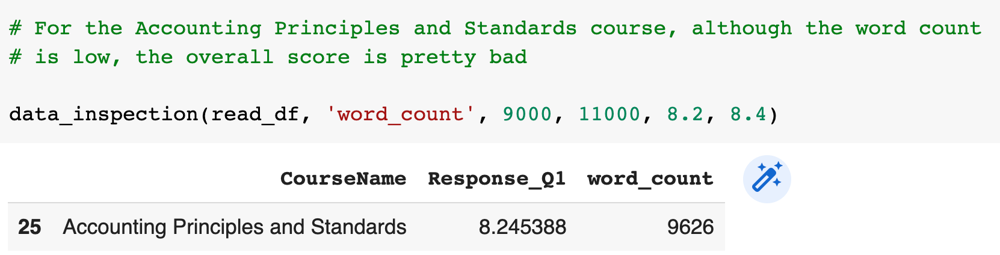 # For the Accounting Principles and Standards course, although the word count
# is low, the overall score is pretty bad
data_inspection(read_df, 'word_count', 9000, 11000, 8.2, 8.4)
CourseName Response_Q1 word_count
25 Accounting Principles and Standards 8.245388 9626